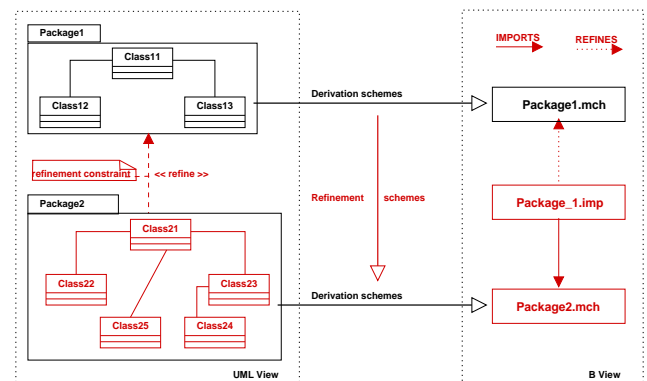 Package1
Class11
Class12
Class13
refinement constraint
<< refine >>
Package2
Class21
Class22
Class23
Class25
Class24
UML View
Derivation schemes
Refinement schemes
Derivation schemes
IMPORTS
REFINES
Package1.mch
Package_1.imp
Package2.mch
B View